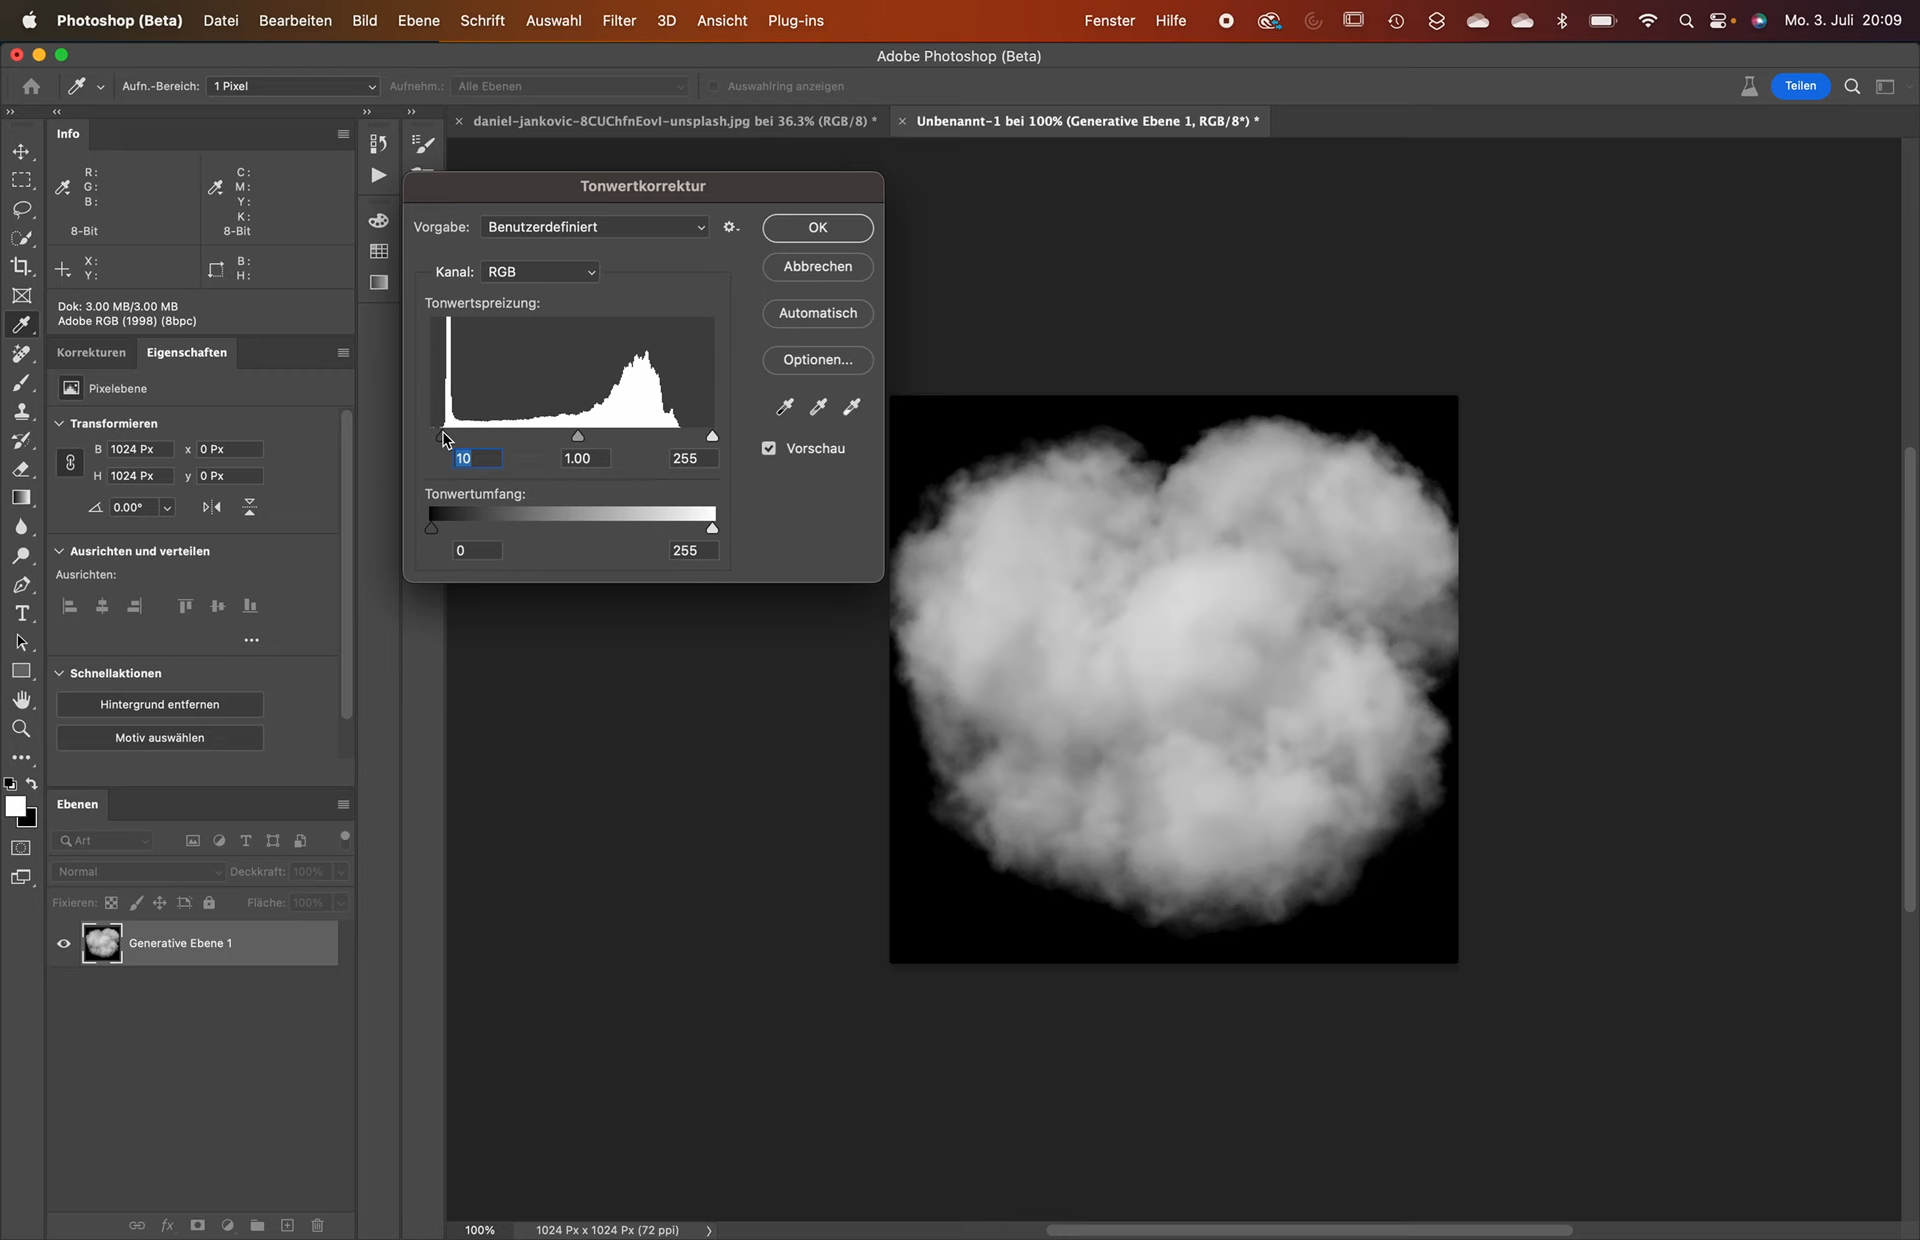 Photoshop (Beta) Datei Bearbeiten Bild Ebene Schrift Auswahl Filter 3D Ansicht Plug-ins Fenster Hilfe Mo. 3. Juli 20:09
Adobe Photoshop (Beta)
Aufn.-Bereich: 1 Pixel Aufnehm.: Alle Ebenen Auswahlring anzeigen Teilen
daniel-jankovic-8CUChfnEovI-unsplash.jpg bei 36.3% (RGB/8) *
Unbenannt-1 bei 100% (Generative Ebene 1, RGB/8*) *
Info
R:
G:
B:
8-Bit
C:
M:
Y:
K:
8-Bit
X:
Y:
B:
H:
Dok: 3.00 MB/3.00 MB
Adobe RGB (1998) (8bpc)
Korrekturen Eigenschaften
Pixelebene
Transformieren
B 1024 Px x 0 Px
H 1024 Px y 0 Px
0.00°
Ausrichten und verteilen
Ausrichten:
Schnellaktionen
Hintergrund entfernen
Motiv auswählen
Ebenen
Art
Normal Deckkraft: 100%
Fixieren: Fläche: 100%
Generative Ebene 1
Tonwertkorrektur
Vorgabe: Benutzerdefiniert
Kanal: RGB
Tonwertspreizung:
10 1.00 255
Tonwertumfang:
0 255
OK
Abbrechen
Automatisch
Optionen...
Vorschau
100% 1024 Px x 1024 Px (72 ppi)